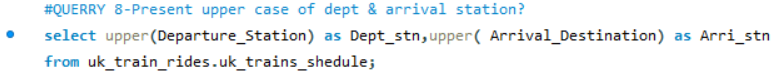 #QUERRY 8-Present upper case of dept & arrival station?
select upper(Departure_Station) as Dept_stn,upper( Arrival_Destination) as Arri_stn
from uk_train_rides.uk_trains_shedule;